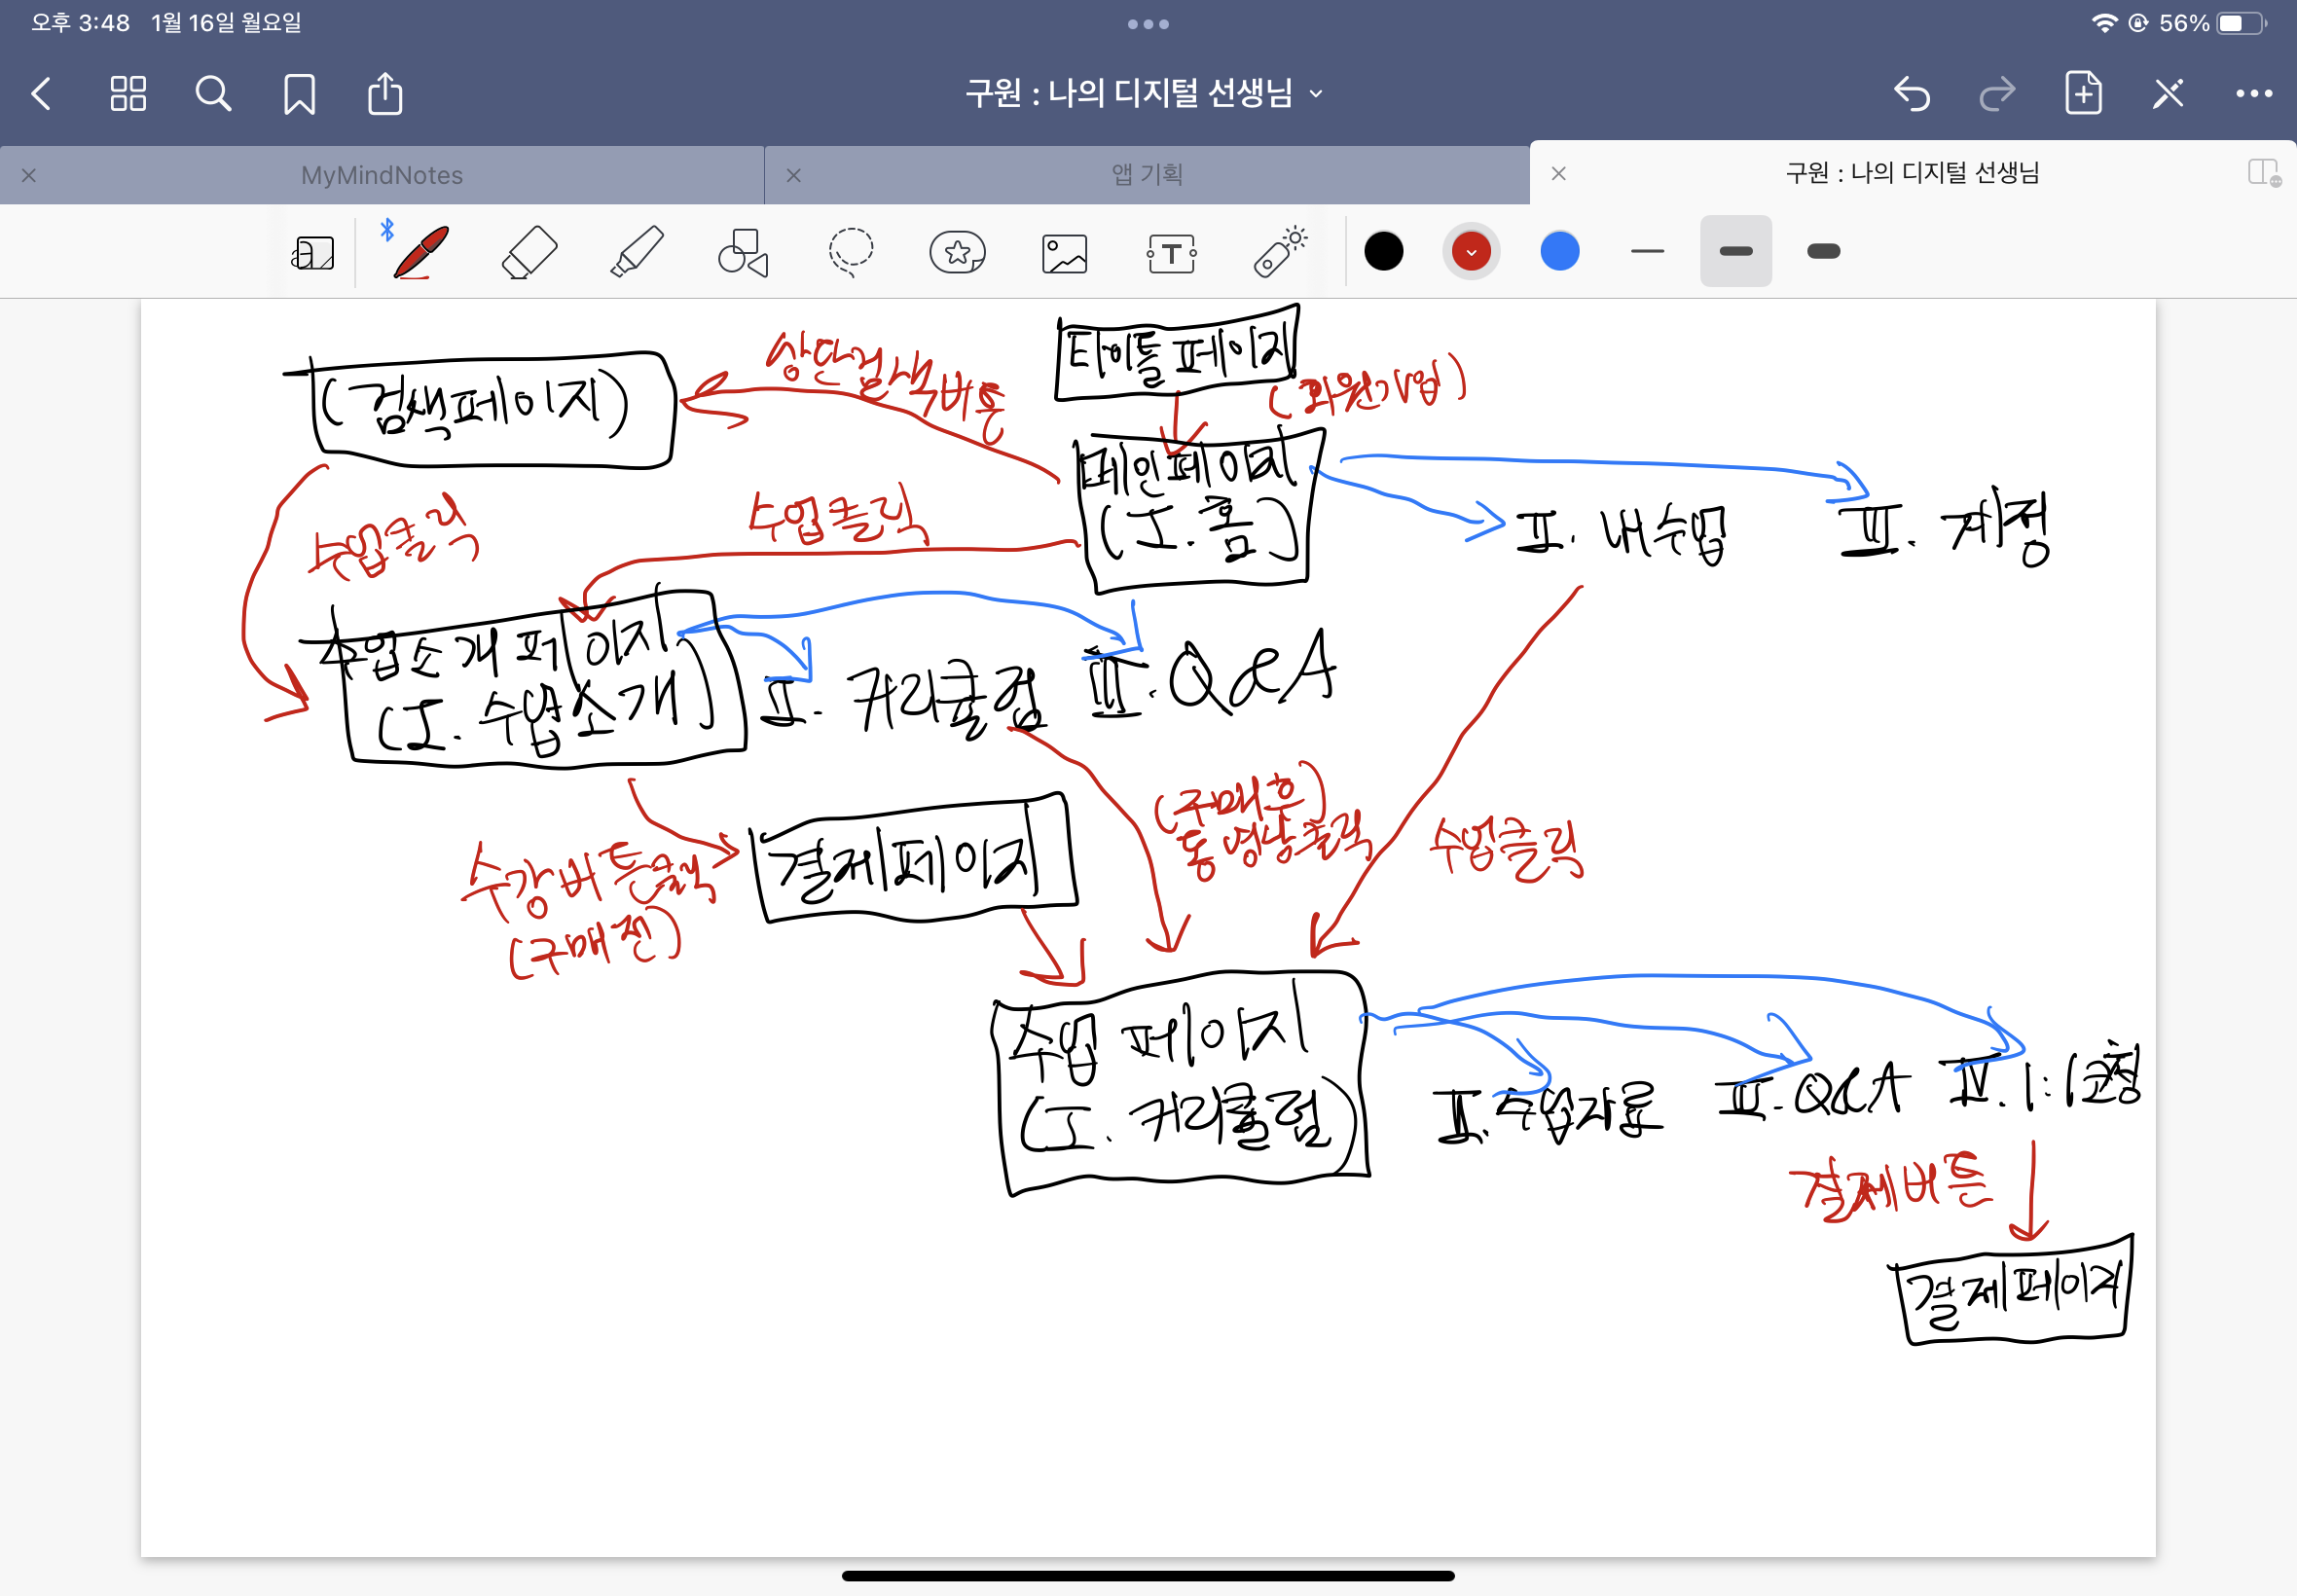 오후 3:48 1월 16일 월요일
56%
구원 : 나의 디지털 선생님
MyMindNotes
앱 기획
구원 : 나의 디지털 선생님
타이틀 페이지
(검색페이지)
상단검색버튼
(회원가입)
메인페이지
(I. 홈)
II. 내수업
III. 계정
수업클릭
수업클릭
수업소개 페이지
(I. 수업소개)
II. 커리큘럼
III. Q&A
(구매후)
동영상클릭
수업클릭
수강버튼클릭
(구매전)
결제페이지
수업 페이지
(I. 커리큘럼)
II. 수업자료
III. Q&A
IV. 1:1
결제버튼
결제페이지